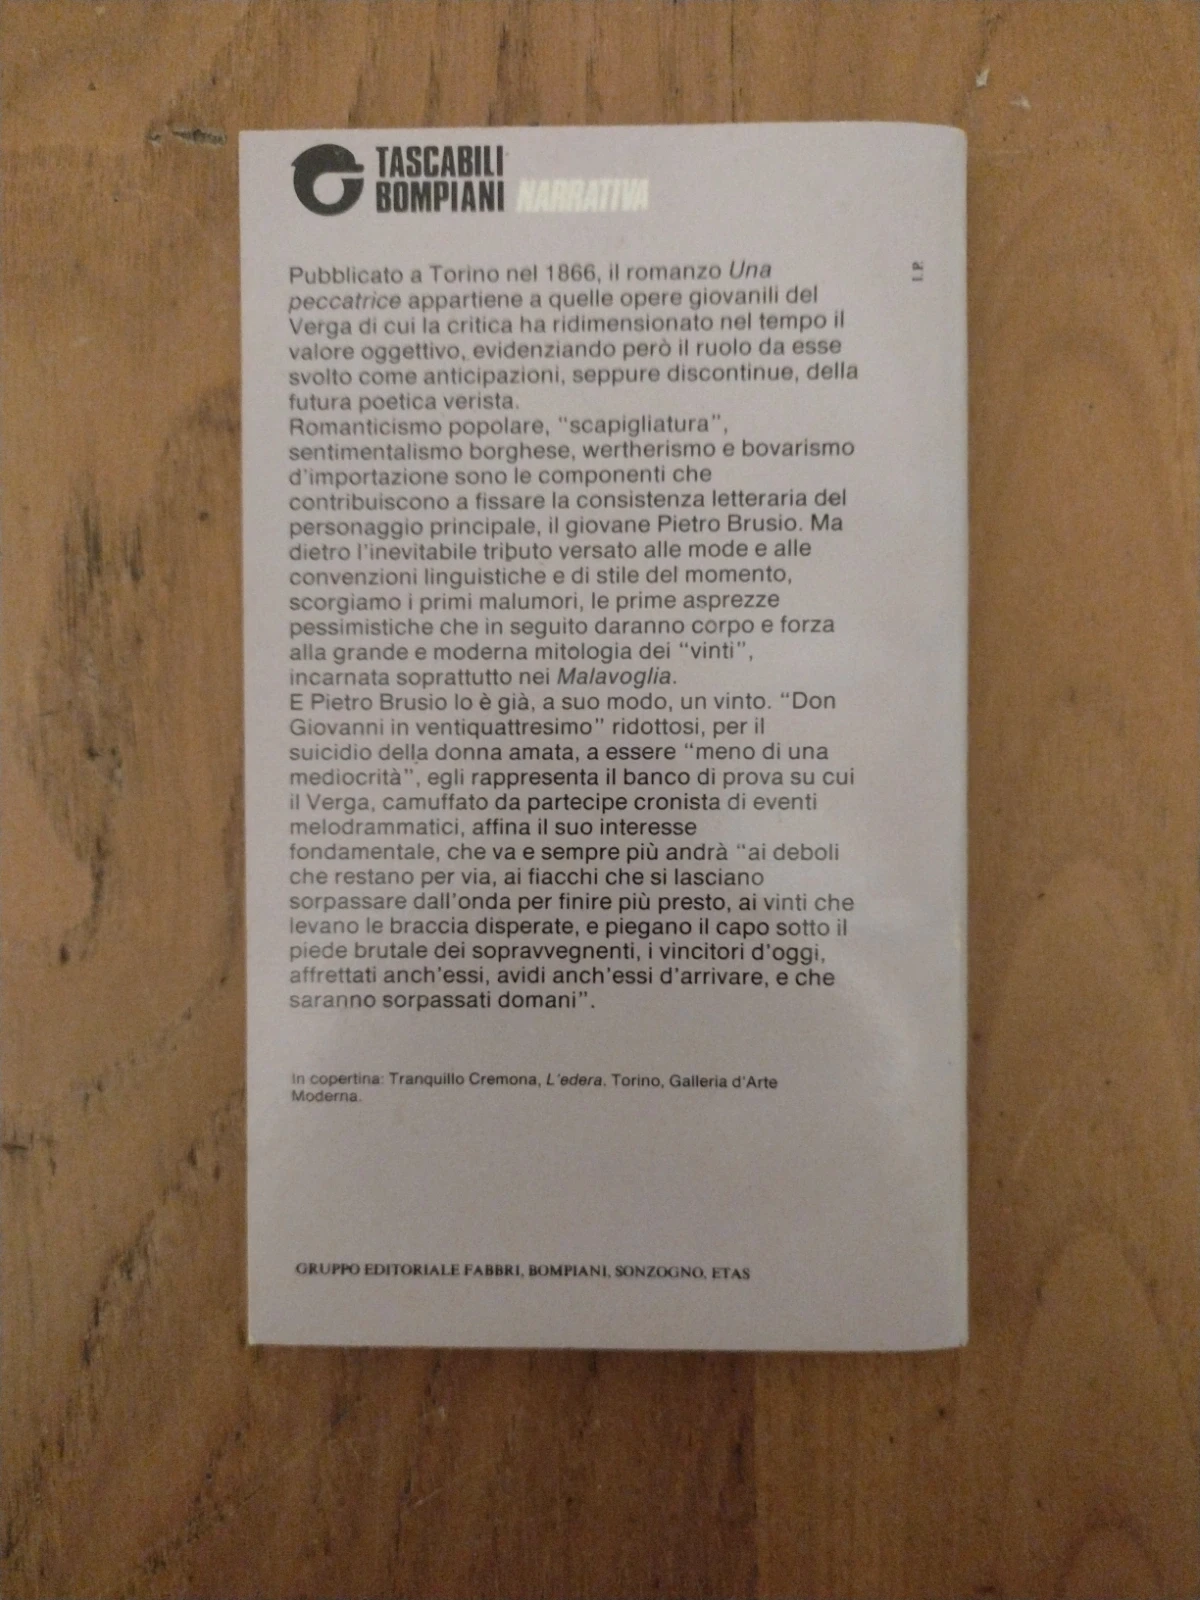 TASCABILI
BOMPIANI NARRATIVA
I.P.
Pubblicato a Torino nel 1866, il romanzo Una
peccatrice appartiene a quelle opere giovanili del
Verga di cui la critica ha ridimensionato nel tempo il
valore oggettivo, evidenziando però il ruolo da esse
svolto come anticipazioni, seppure discontinue, della
futura poetica verista.
Romanticismo popolare, “scapigliatura”,
sentimentalismo borghese, wertherismo e bovarismo
d'importazione sono le componenti che
contribuiscono a fissare la consistenza letteraria del
personaggio principale, il giovane Pietro Brusio. Ma
dietro l'inevitabile tributo versato alle mode e alle
convenzioni linguistiche e di stile del momento,
scorgiamo i primi malumori, le prime asprezze
pessimistiche che in seguito daranno corpo e forza
alla grande e moderna mitologia dei “vinti”,
incarnata soprattutto nei Malavoglia.
E Pietro Brusio lo è già, a suo modo, un vinto. “Don
Giovanni in ventiquattresimo” ridottosi, per il
suicidio della donna amata, a essere “meno di una
mediocrità”, egli rappresenta il banco di prova su cui
il Verga, camuffato da partecipe cronista di eventi
melodrammatici, affina il suo interesse
fondamentale, che va e sempre più andrà “ai deboli
che restano per via, ai fiacchi che si lasciano
sorpassare dall'onda per finire più presto, ai vinti che
levano le braccia disperate, e piegano il capo sotto il
piede brutale dei sopravvegnenti, i vincitori d'oggi,
affrettati anch'essi, avidi anch'essi d'arrivare, e che
saranno sorpassati domani”.
In copertina: Tranquillo Cremona, L'edera. Torino, Galleria d'Arte
Moderna.
GRUPPO EDITORIALE FABBRI, BOMPIANI, SONZOGNO, ETAS